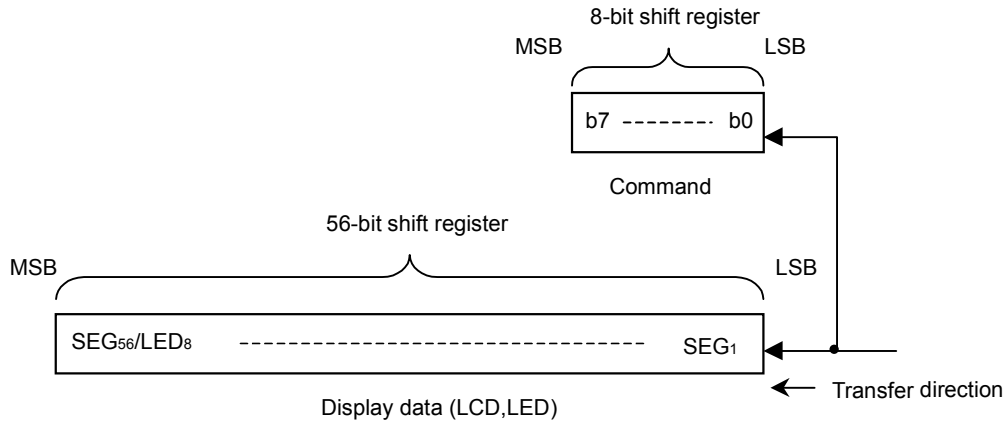 8-bit shift register
MSB LSB
b7 ------- b0
Command
56-bit shift register
MSB LSB
SEG56/LED8 ------------------------------------ SEG1
Transfer direction
Display data (LCD,LED)